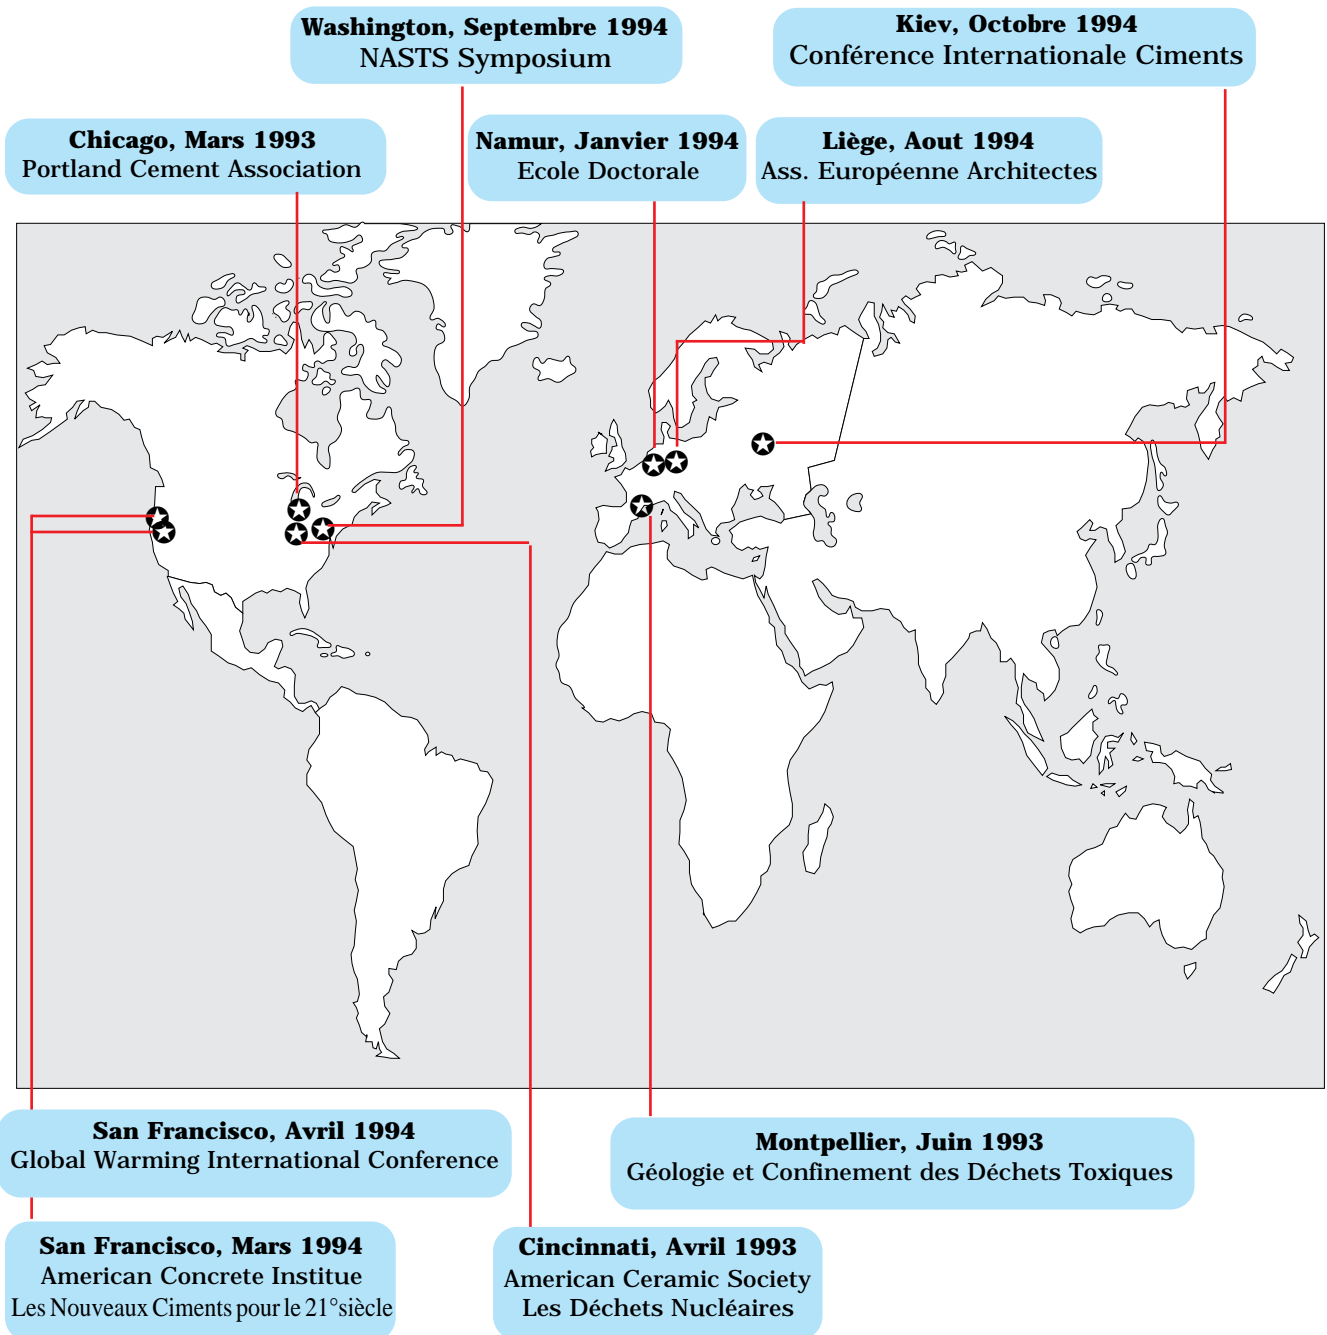 Washington, Septembre 1994
NASTS Symposium
Kiev, Octobre 1994
Conférence Internationale Ciments
Chicago, Mars 1993
Portland Cement Association
Namur, Janvier 1994
Ecole Doctorale
Liège, Aout 1994
Ass. Européenne Architectes
San Francisco, Avril 1994
Global Warming International Conference
Montpellier, Juin 1993
Géologie et Confinement des Déchets Toxiques
San Francisco, Mars 1994
American Concrete Institue
Les Nouveaux Ciments pour le 21°siècle
Cincinnati, Avril 1993
American Ceramic Society
Les Déchets Nucléaires